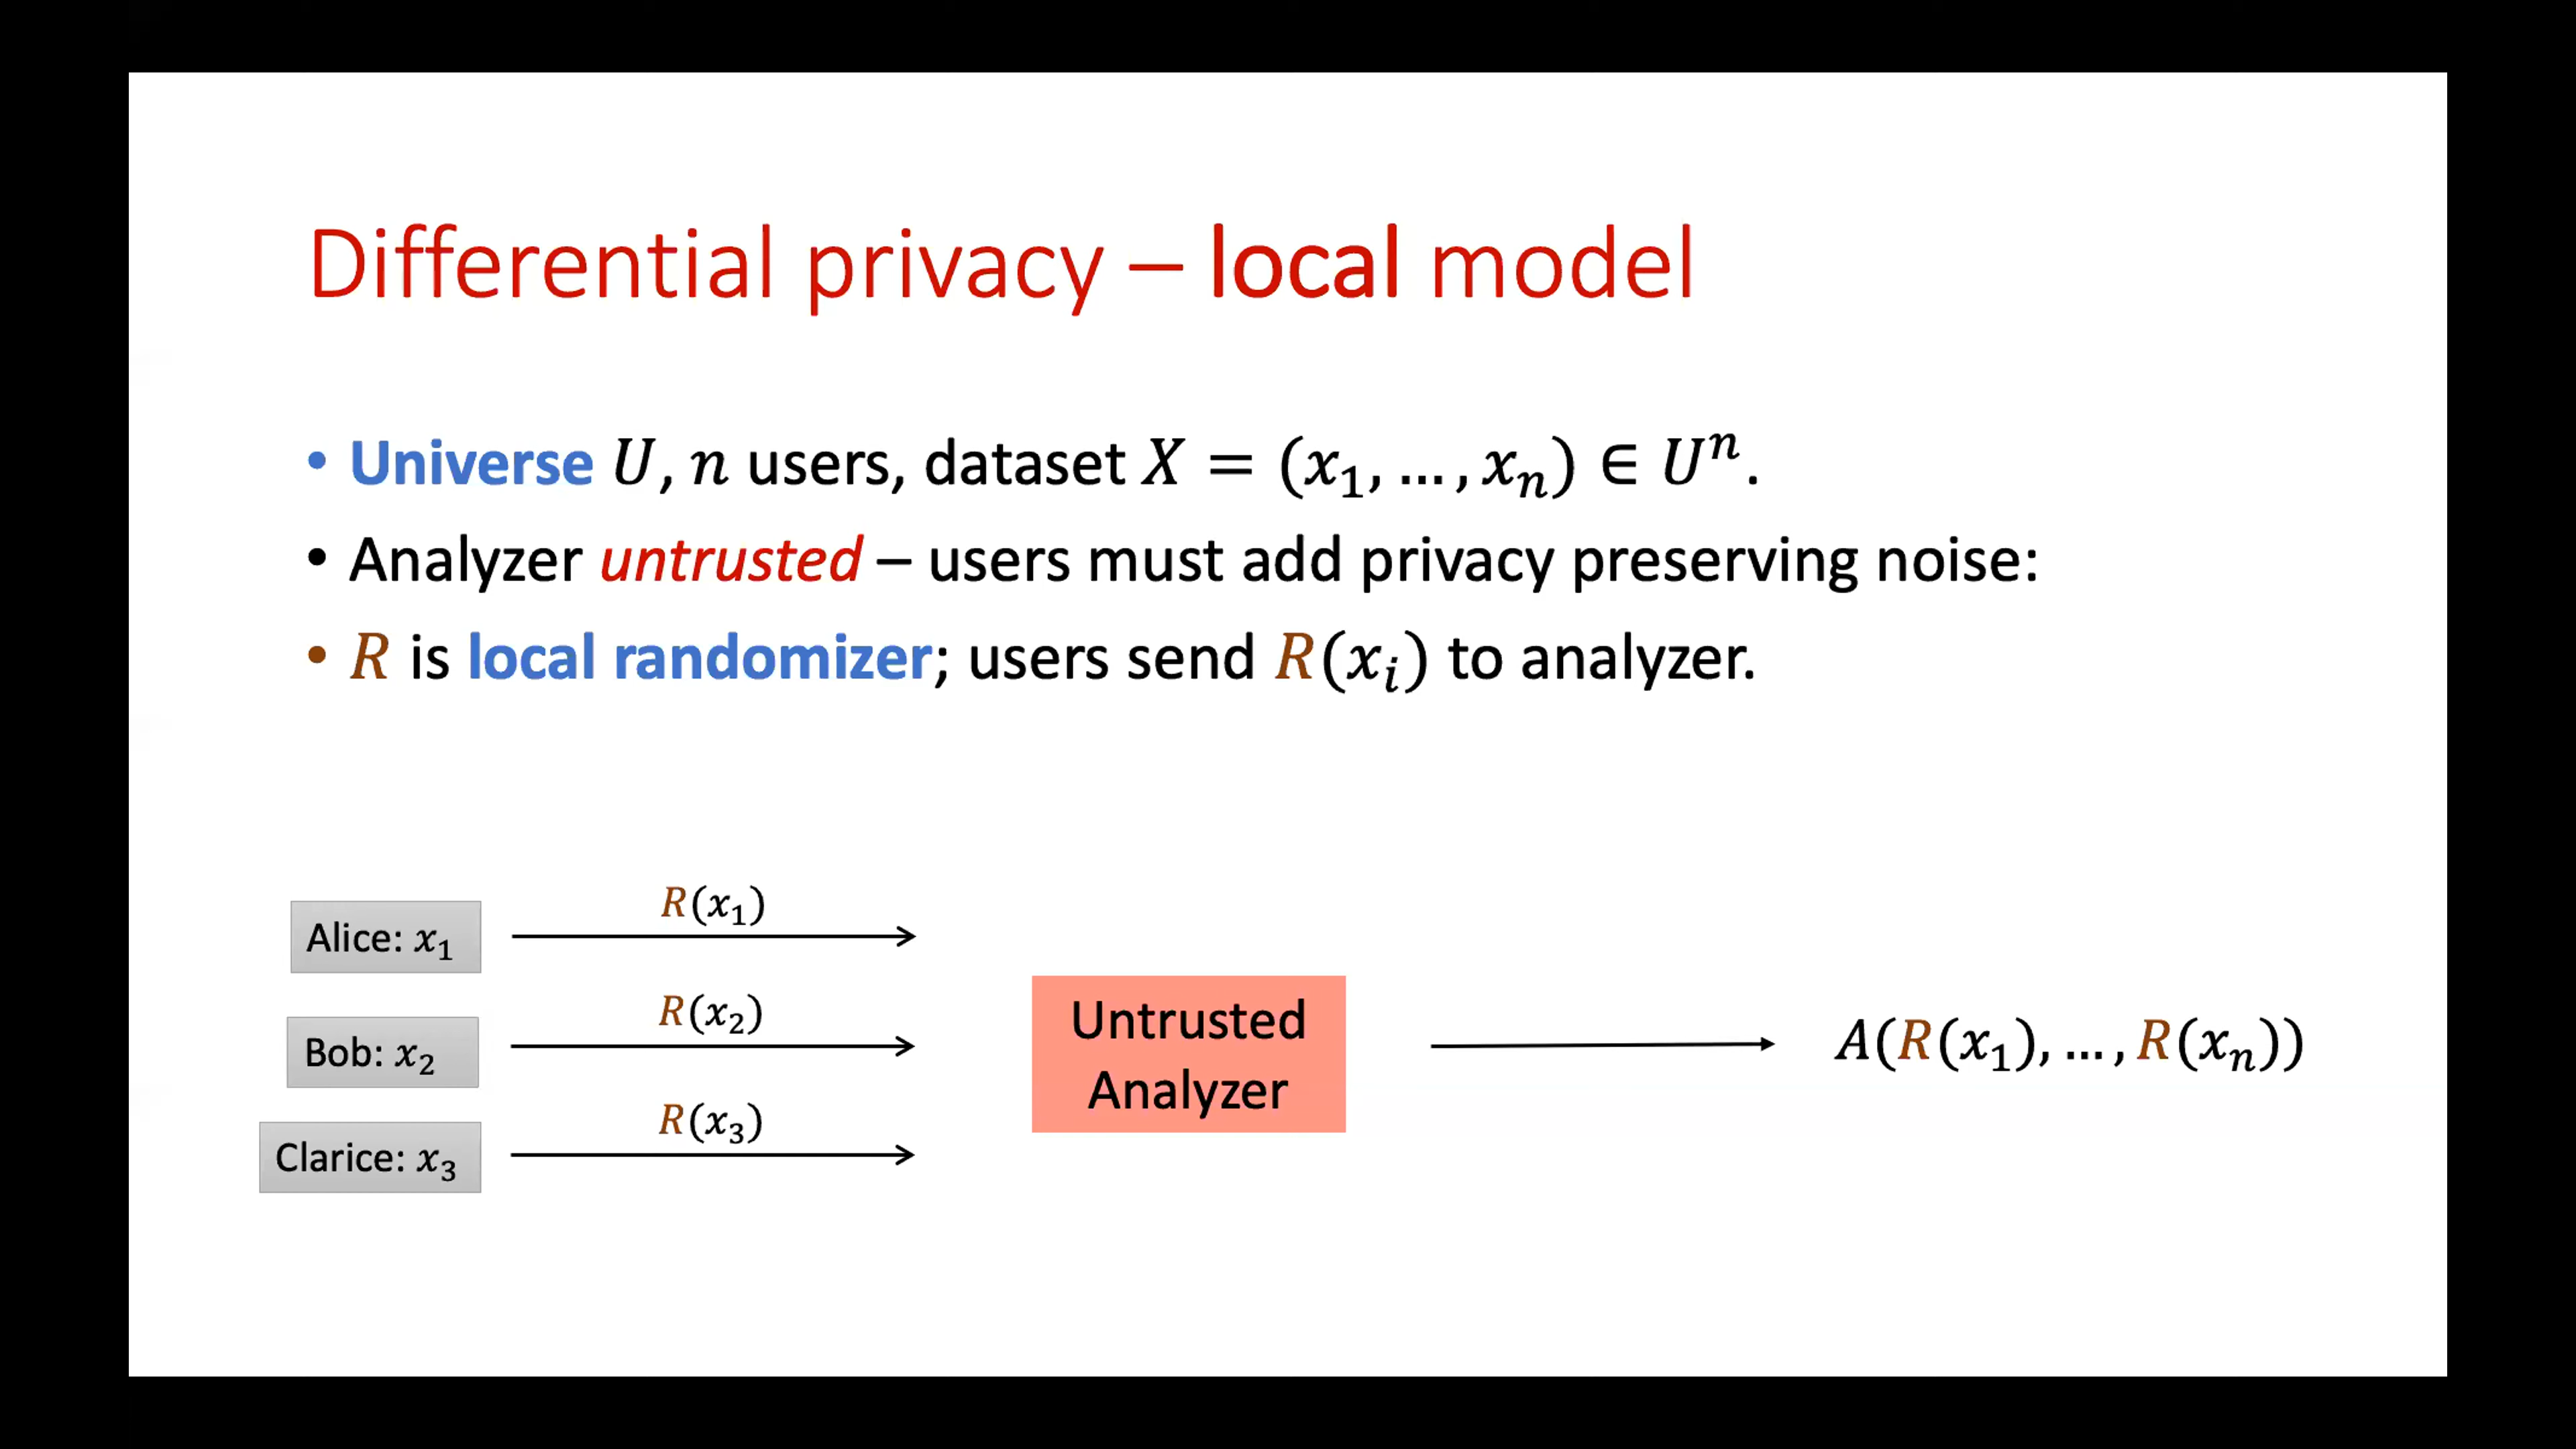 Differential privacy – local model
• Universe U, n users, dataset X = (x₁, … , xₙ) ∈ Uⁿ.
• Analyzer untrusted – users must add privacy preserving noise:
• R is local randomizer; users send R(xᵢ) to analyzer.
R(x₁)
Alice: x₁
R(x₂)
Bob: x₂
R(x₃)
Clarice: x₃
Untrusted
Analyzer
A(R(x₁), … , R(xₙ))